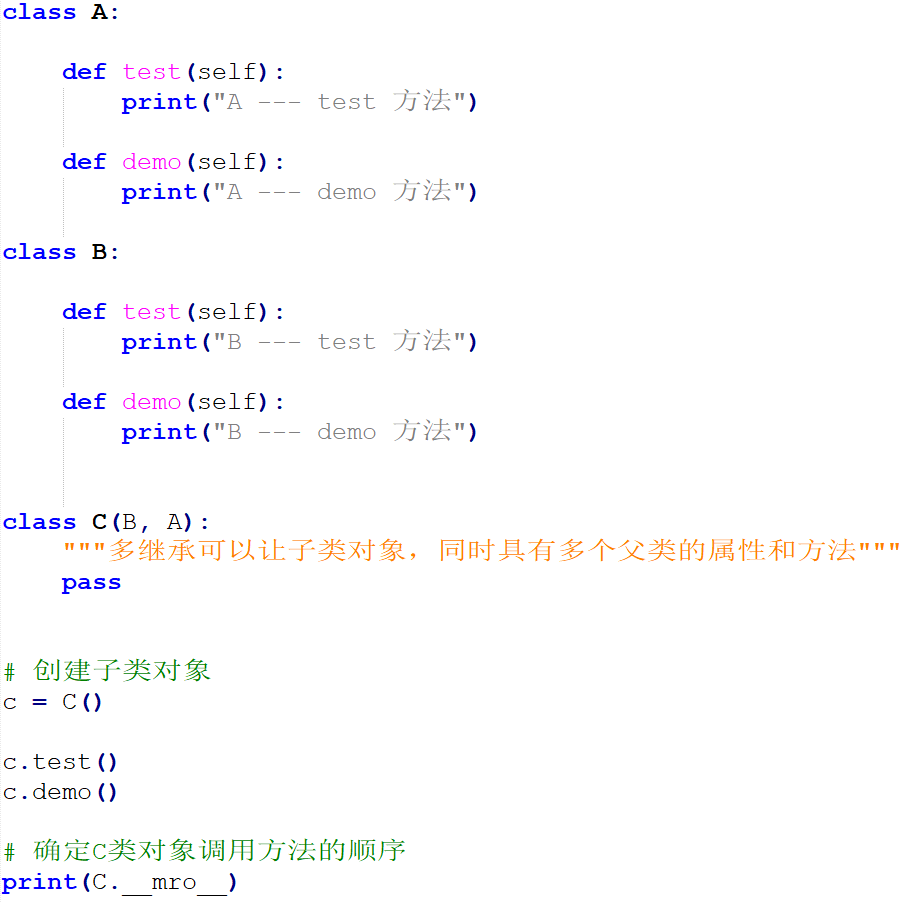 class A:
    def test(self):
        print("A --- test 方法")
    def demo(self):
        print("A --- demo 方法")
class B:
    def test(self):
        print("B --- test 方法")
    def demo(self):
        print("B --- demo 方法")
class C(B, A):
    """多继承可以让子类对象，同时具有多个父类的属性和方法"""
    pass
# 创建子类对象
c = C()
c.test()
c.demo()
# 确定C类对象调用方法的顺序
print(C.__mro__)